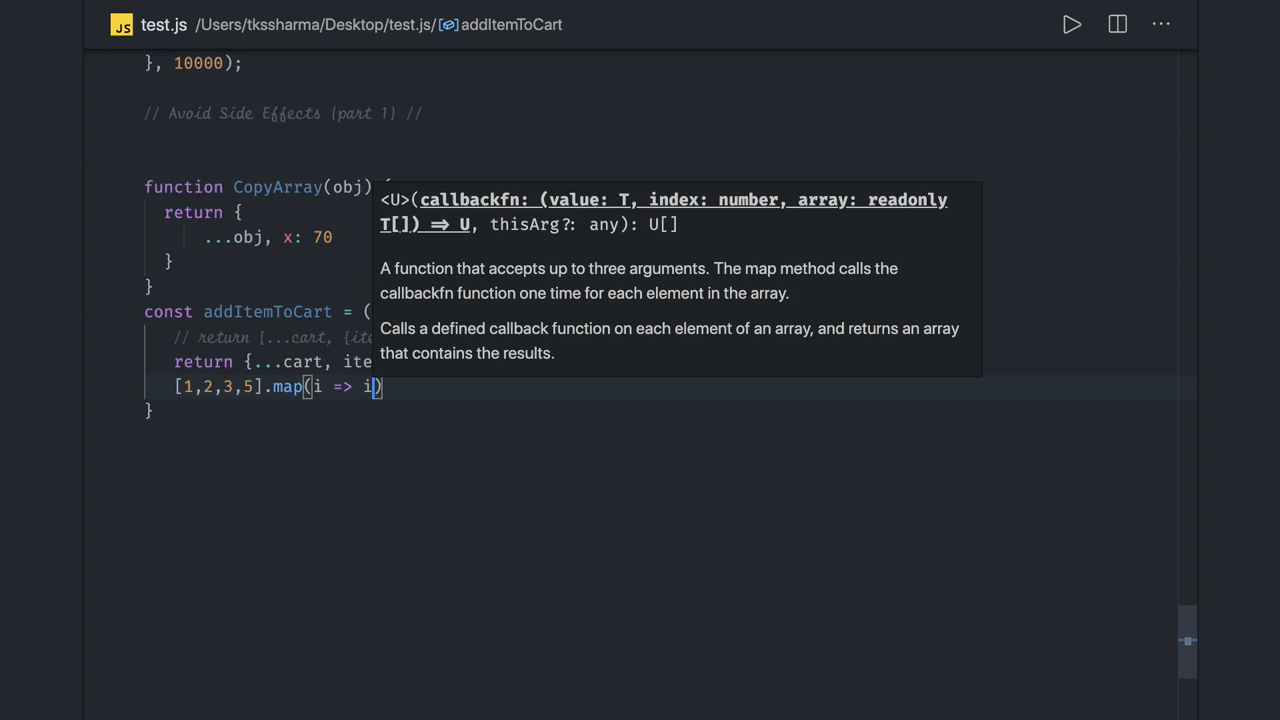 JS test.js /Users/tkssharma/Desktop/test.js/addItemToCart ...
}, 10000);
// Avoid Side Effects (part 1) //
function CopyArray(obj) {
return {
...obj, x: 70
}
}
const addItemToCart = (
// return [...cart, {ite
return {...cart, ite
[1,2,3,5].map(i => i)
}
<U>(callbackfn: (value: T, index: number, array: readonly
T[]) => U, thisArg?: any): U[]
A function that accepts up to three arguments. The map method calls the
callbackfn function one time for each element in the array.
Calls a defined callback function on each element of an array, and returns an array
that contains the results.